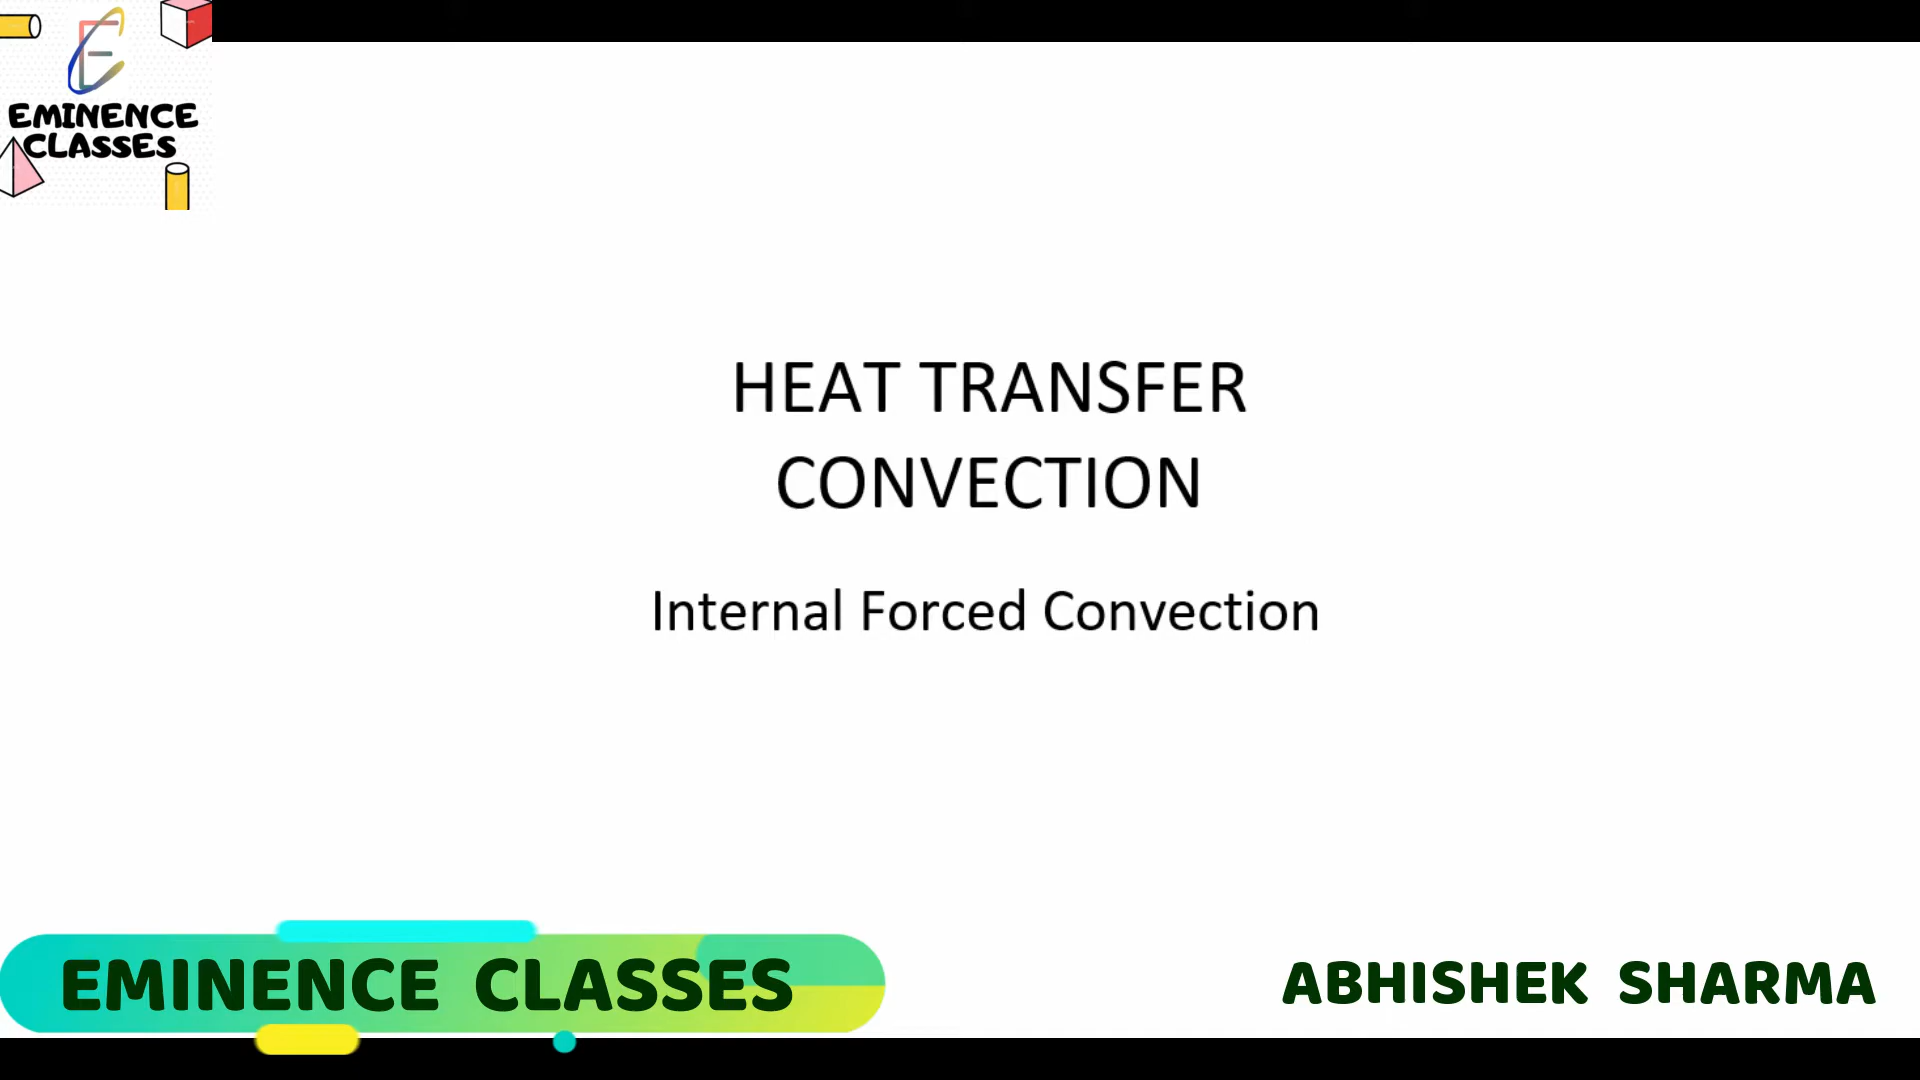 E
EMINENCE
CLASSES
HEAT TRANSFER
CONVECTION
Internal Forced Convection
EMINENCE CLASSES
ABHISHEK SHARMA